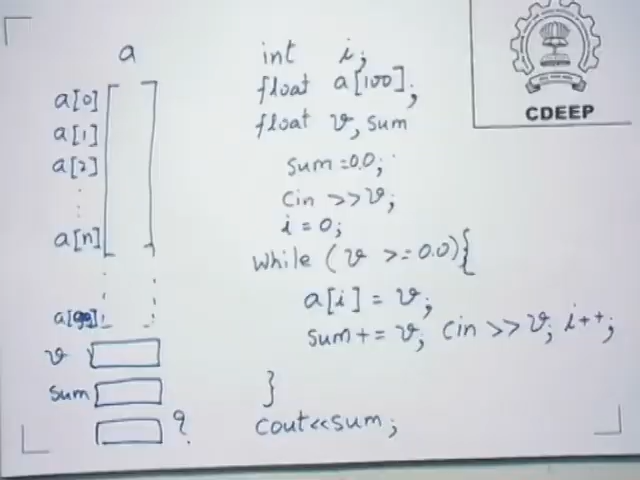 a
a[0]
a[1]
a[2]
a[n]
a[99]
v
sum
?
int i;
float a[100];
float v, sum
sum = 0.0;
cin >> v;
i = 0;
while ( v >= 0.0) {
a[i] = v;
sum + = v; cin >> v; i++;
}
cout << sum;
CDEEP